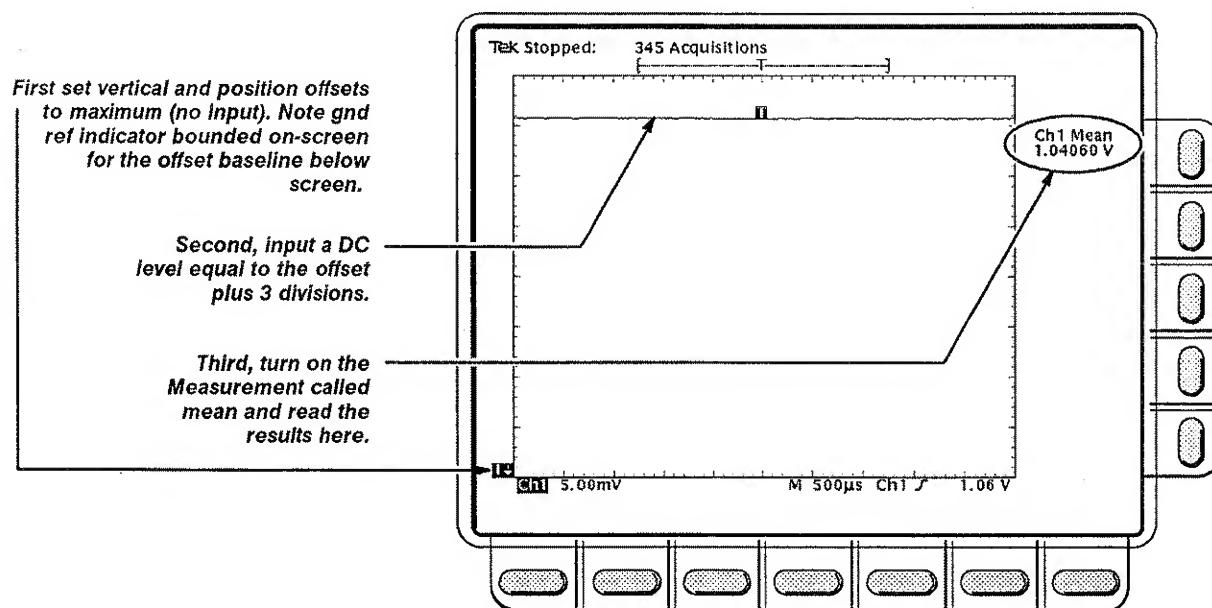 Tek Stopped: 345 Acquisitions
T
First set vertical and position offsets
to maximum (no input). Note gnd
ref indicator bounded on-screen
for the offset baseline below
screen.
T
Ch1 Mean
1.04060 V
Second, input a DC
level equal to the offset
plus 3 divisions.
Third, turn on the
Measurement called
mean and read the
results here.
Ch1 5.00mV M 500µs Ch1 1.06 V